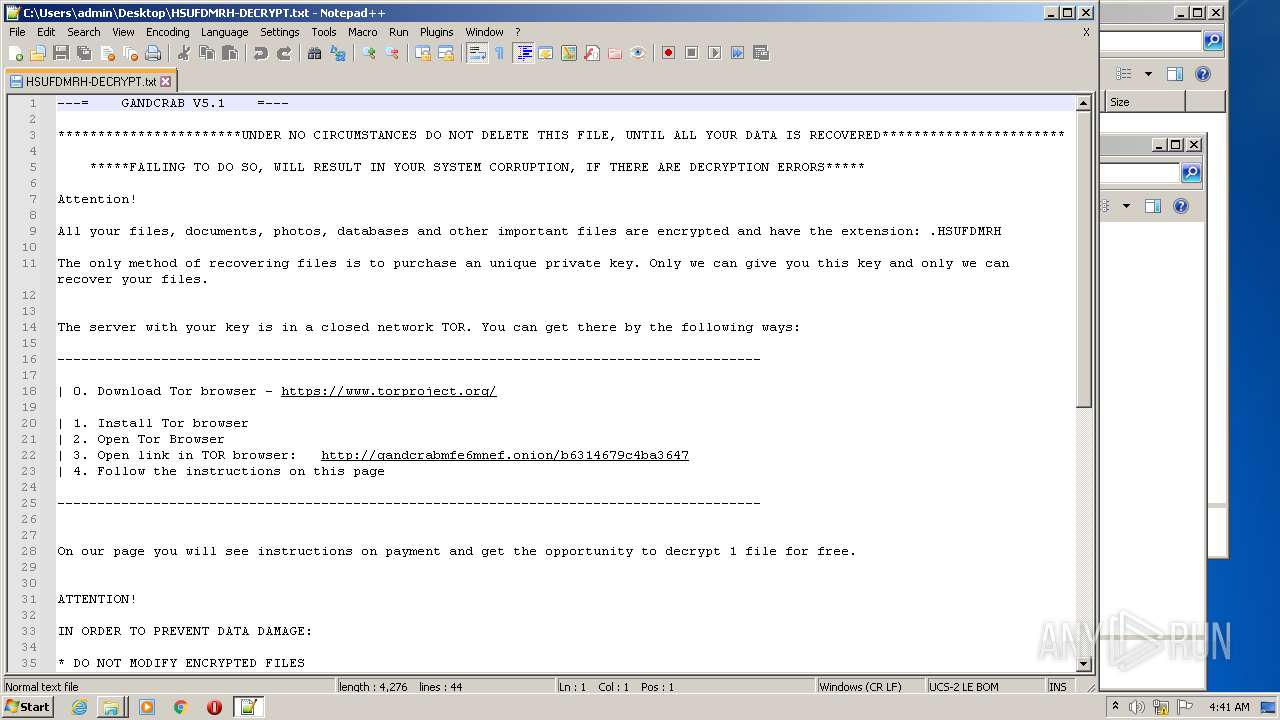 C:\Users\admin\Desktop\HSUFDMRH-DECRYPT.txt - Notepad++
File Edit Search View Encoding Language Settings Tools Macro Run Plugins Window X
HSUFDMRH-DECRYPT.txt
Size
1 ---= GANDCRAB V5.1 =---
2
3 ***********************UNDER NO CIRCUMSTANCES DO NOT DELETE THIS FILE, UNTIL ALL YOUR DATA IS RECOVERED***********************
4
5 *****FAILING TO DO SO, WILL RESULT IN YOUR SYSTEM CORRUPTION, IF THERE ARE DECRYPTION ERRORS*****
6
7 Attention!
8
9 All your files, documents, photos, databases and other important files are encrypted and have the extension: .HSUFDMRH
10
11 The only method of recovering files is to purchase an unique private key. Only we can give you this key and only we can
recover your files.
12
13
14 The server with your key is in a closed network TOR. You can get there by the following ways:
15
16 ----------------------------------------------------------------------------------------
17
18 | 0. Download Tor browser - https://www.torproject.org/
19
20 | 1. Install Tor browser
21 | 2. Open Tor Browser
22 | 3. Open link in TOR browser: http://gandcrabmfe6mnef.onion/b6314679c4ba3647
23 | 4. Follow the instructions on this page
24
25 ----------------------------------------------------------------------------------------
26
27
28 On our page you will see instructions on payment and get the opportunity to decrypt 1 file for free.
29
30
31 ATTENTION!
32
33 IN ORDER TO PREVENT DATA DAMAGE:
34
35 * DO NOT MODIFY ENCRYPTED FILES
ANY RUN
Normal text file length : 4,276 lines : 44 Ln : 1 Col : 1 Pos : 1 Windows (CR LF) UCS-2 LE BOM INS
Start 4:41 AM